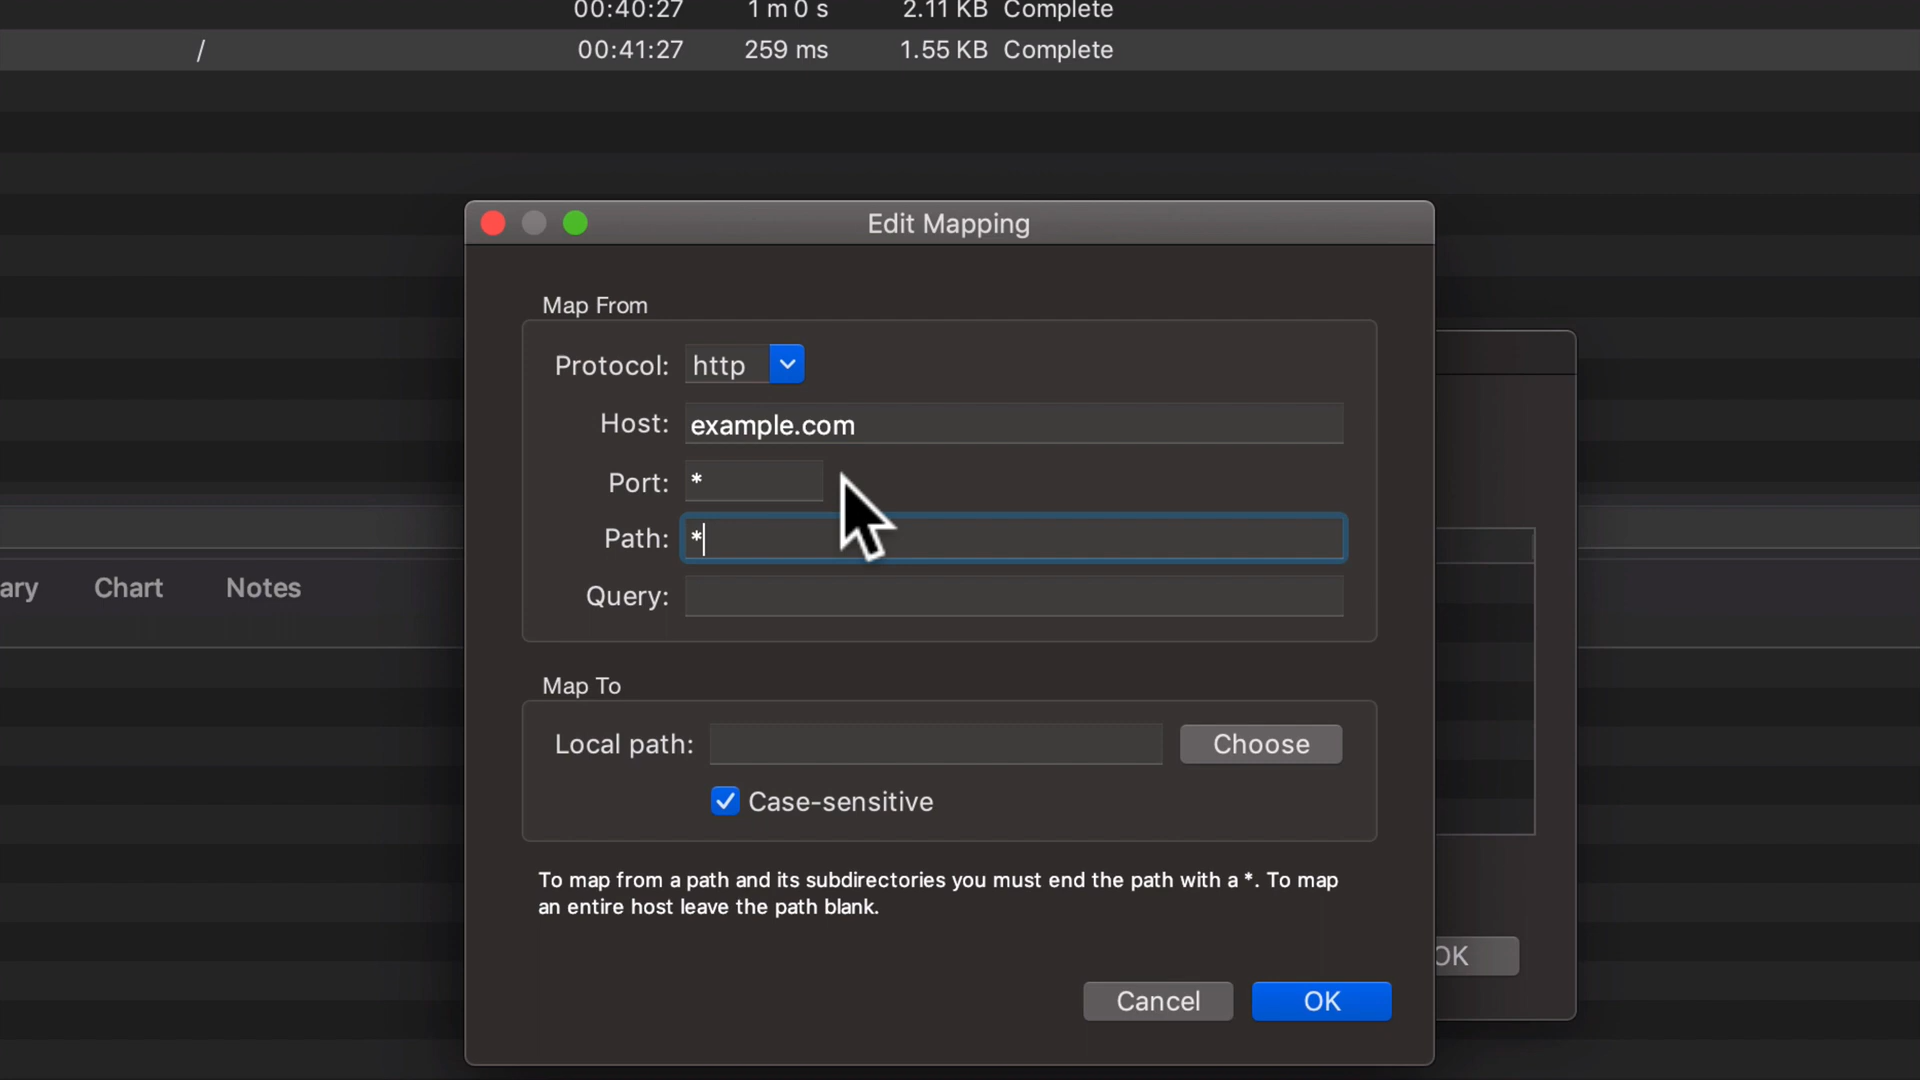 00:40:27 1 m 0 s 2.11 KB Complete
/ 00:41:27 259 ms 1.55 KB Complete
Edit Mapping
Map From
Protocol: http
Host: example.com
Port: *
Path: *
Query:
ary Chart Notes
Map To
Local path: Choose
Case-sensitive
To map from a path and its subdirectories you must end the path with a *. To map
an entire host leave the path blank.
OK
Cancel OK